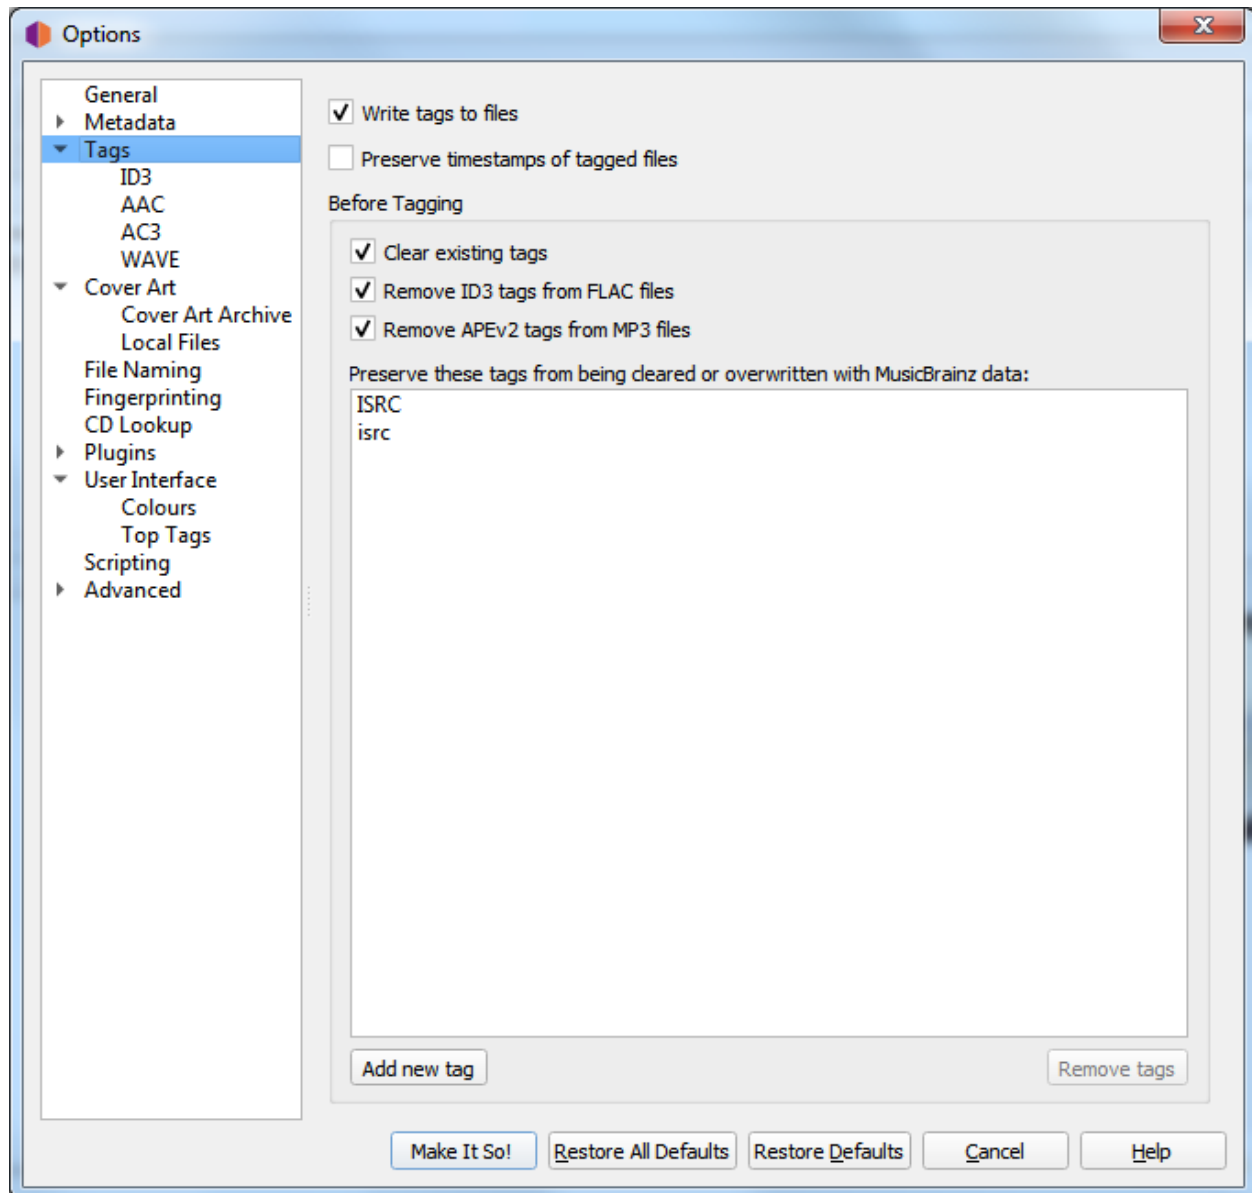 Options
General
Metadata
Tags
ID3
AAC
AC3
WAVE
Cover Art
Cover Art Archive
Local Files
File Naming
Fingerprinting
CD Lookup
Plugins
User Interface
Colours
Top Tags
Scripting
Advanced
Write tags to files
Preserve timestamps of tagged files
Before Tagging
Clear existing tags
Remove ID3 tags from FLAC files
Remove APEv2 tags from MP3 files
Preserve these tags from being cleared or overwritten with MusicBrainz data:
ISRC
isrc
Add new tag
Remove tags
Make It So!
Restore All Defaults
Restore Defaults
Cancel
Help